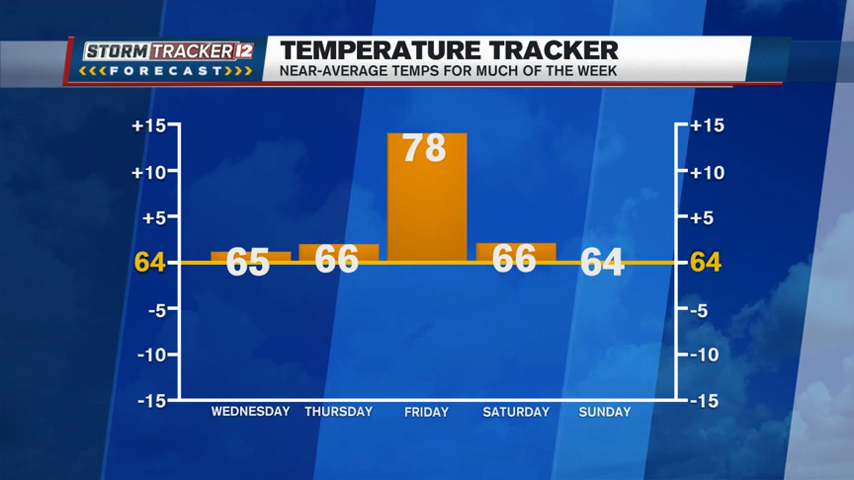 STORM TRACKER 12
<<<FORECAST>>>
TEMPERATURE TRACKER
NEAR-AVERAGE TEMPS FOR MUCH OF THE WEEK
+15 +15
+10 +10
+5 +5
64 64
-5 -5
-10 -10
-15 -15
65 66 78 66 64
WEDNESDAY THURSDAY FRIDAY SATURDAY SUNDAY